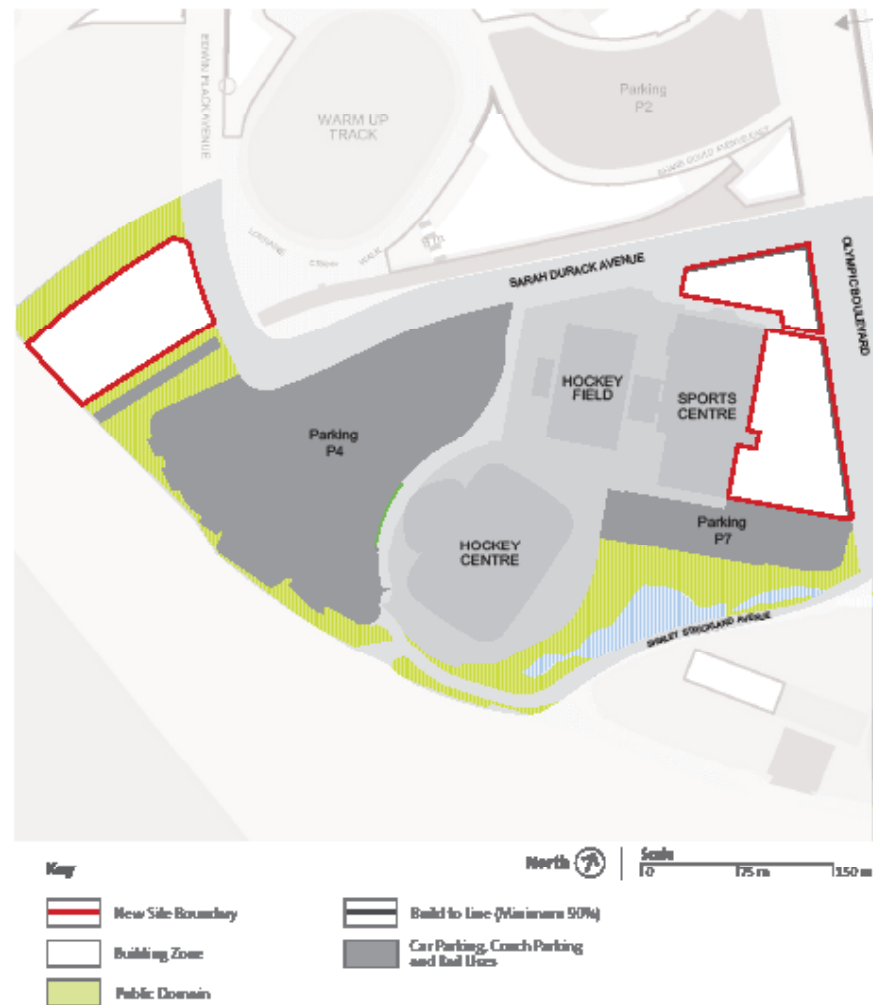 EDWIN FLACK AVENUE
WARM UP
TRACK
Parking
P2
SARAH DURACK AVENUE
OLYMPIC BOULEVARD
HOCKEY
FIELD
SPORTS
CENTRE
Parking
P4
Parking
P7
HOCKEY
CENTRE
SHIRLEY STRICKLAND AVENUE
Key
North
Scale
0 75 m 150 m
New Site Boundary
Build to Line (Minimum 90%)
Building Zone
Car Parking, Coach Parking
and Rail Uses
Public Domain